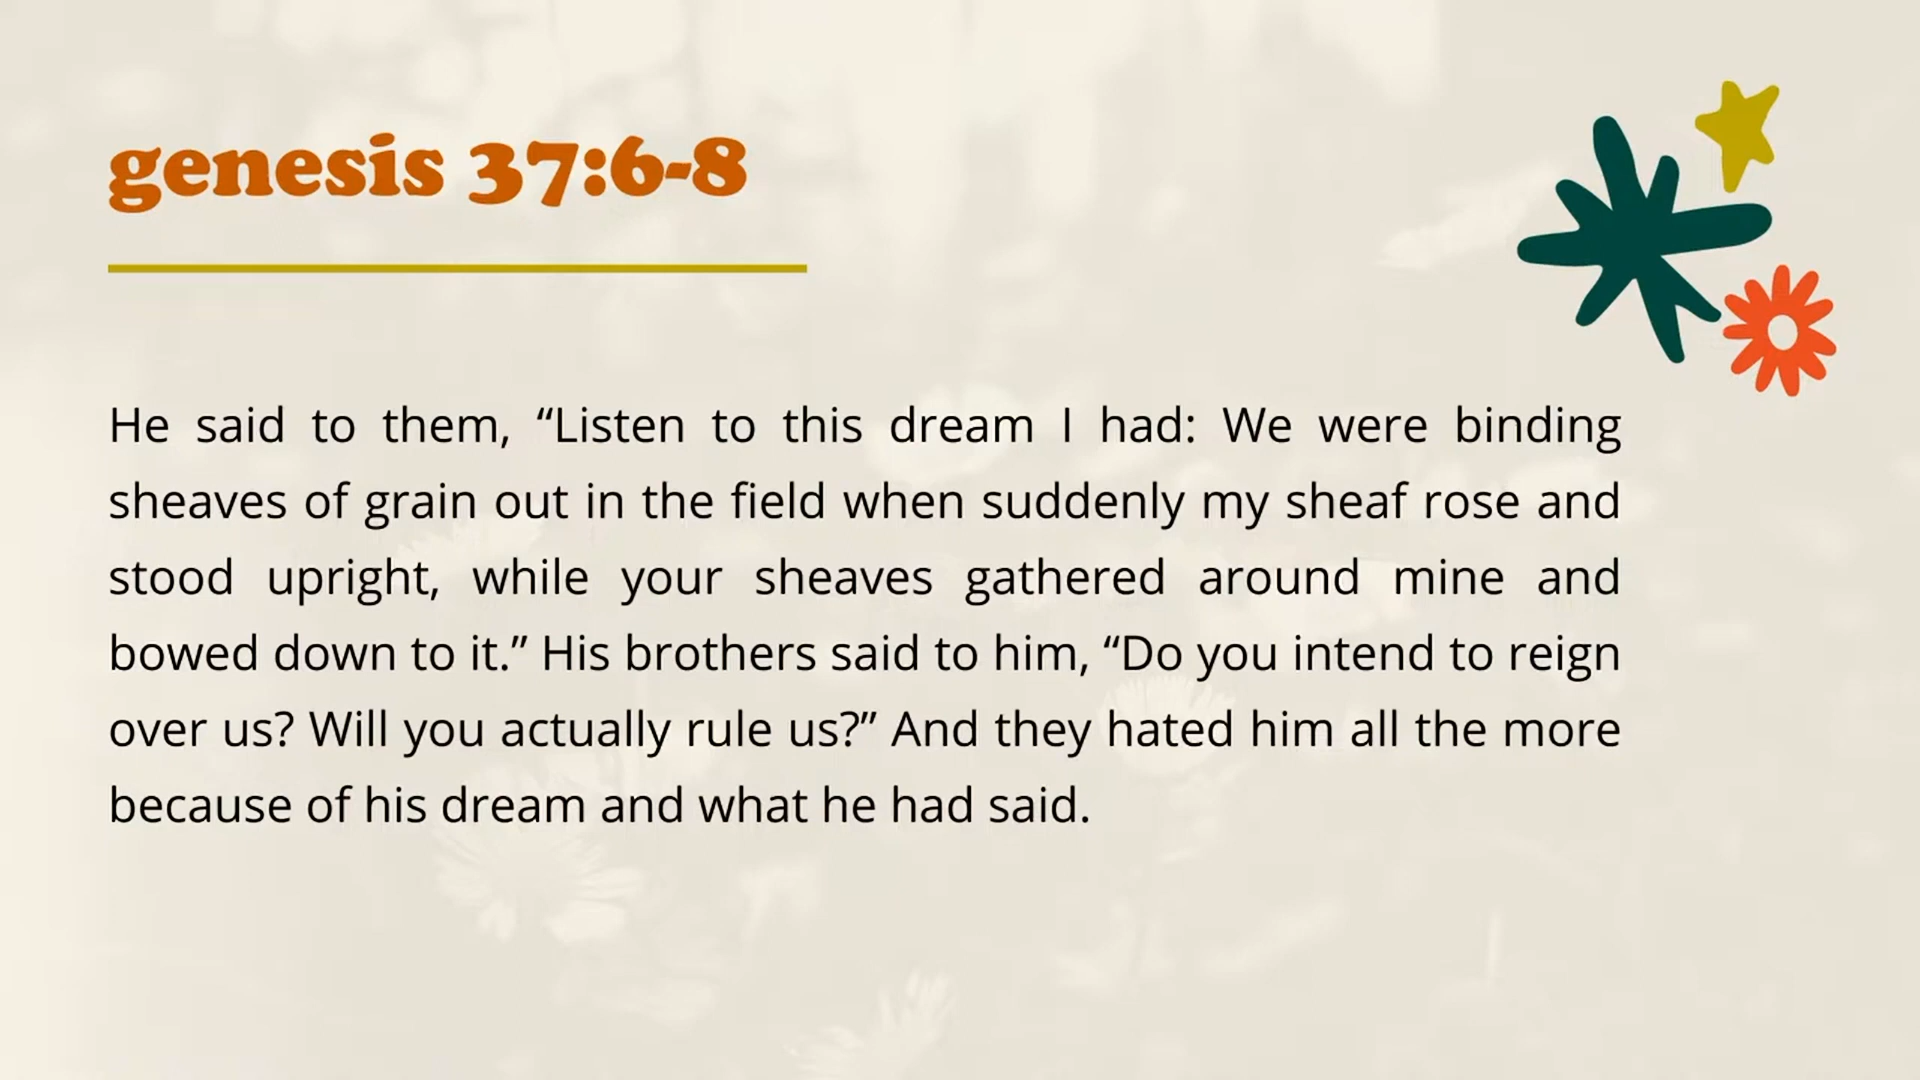 genesis 37:6-8
He said to them, “Listen to this dream I had: We were binding
sheaves of grain out in the field when suddenly my sheaf rose and
stood upright, while your sheaves gathered around mine and
bowed down to it.” His brothers said to him, “Do you intend to reign
over us? Will you actually rule us?” And they hated him all the more
because of his dream and what he had said.